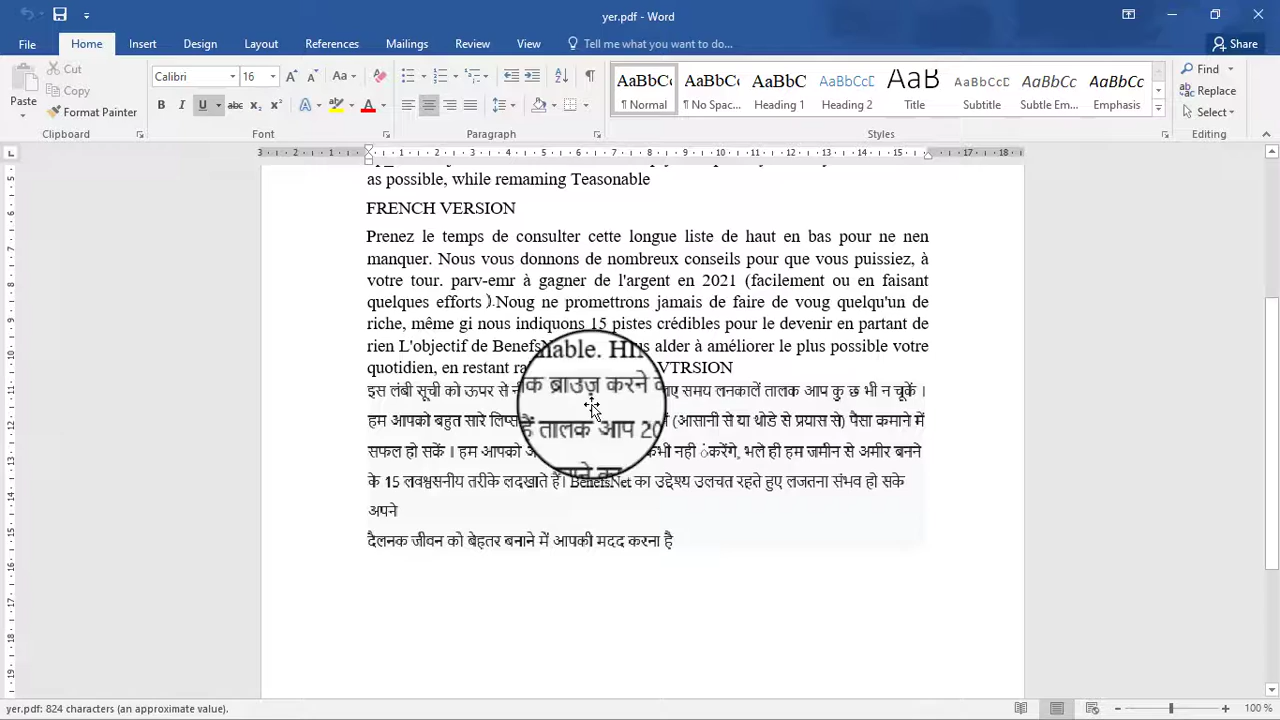 yer.pdf - Word
File Home Insert Design Layout References Mailings Review View Tell me what you want to do... Share
Paste Cut Copy Format Painter
Calibri 16
AaBbCc AaBbCc AaBbC AaBbCcC AaB AaBbCcD AaBbCcC AaBbCc
¶ Normal ¶ No Spac... Heading Heading 2 Title Subtitle Subtle Em... Emphasis
Find Replace Select
Clipboard Font Paragraph Styles Editing
as possible, while remaming Teasonable
FRENCH VERSION
Prenez le temps de consulter cette longue liste de haut en bas pour ne nen
manquer. Nous vous donnons de nombreux conseils pour que vous puissiez, à
votre tour. parv-emr à gagner de l'argent en 2021 (facilement ou en faisant
quelques efforts ).Noug ne promettrons jamais de faire de voug quelqu'un de
riche, même gi nous indiquons 15 pistes crédibles pour le devenir en partant de
rien L'objectif de alder à améliorer le plus possible votre
quotidien, en restant nable. VTRSION
इस लंबी सूची को ऊपर से क ब्राउज़ करने समय लनकालें तालक आप कु छ भी न चूकें ।
हम आपको बहुत सारे हैं तालक आप (आसानी से या थोडे से प्रयास से) पैसा कमाने में
सफल हो सकें । हम आपको कभी नही ंकरेंगे, भले ही हम जमीन से अमीर बनने
के 15 लवश्वसनीय तरीके लदखाते हैं। BenefsNet का उद्देश्य उलचत रहते हुए लजतना संभव हो सके
अपने
दैलनक जीवन को बेहतर बनाने में आपकी मदद करना है
yer.pdf: 824 characters (an approximate value). 100 %